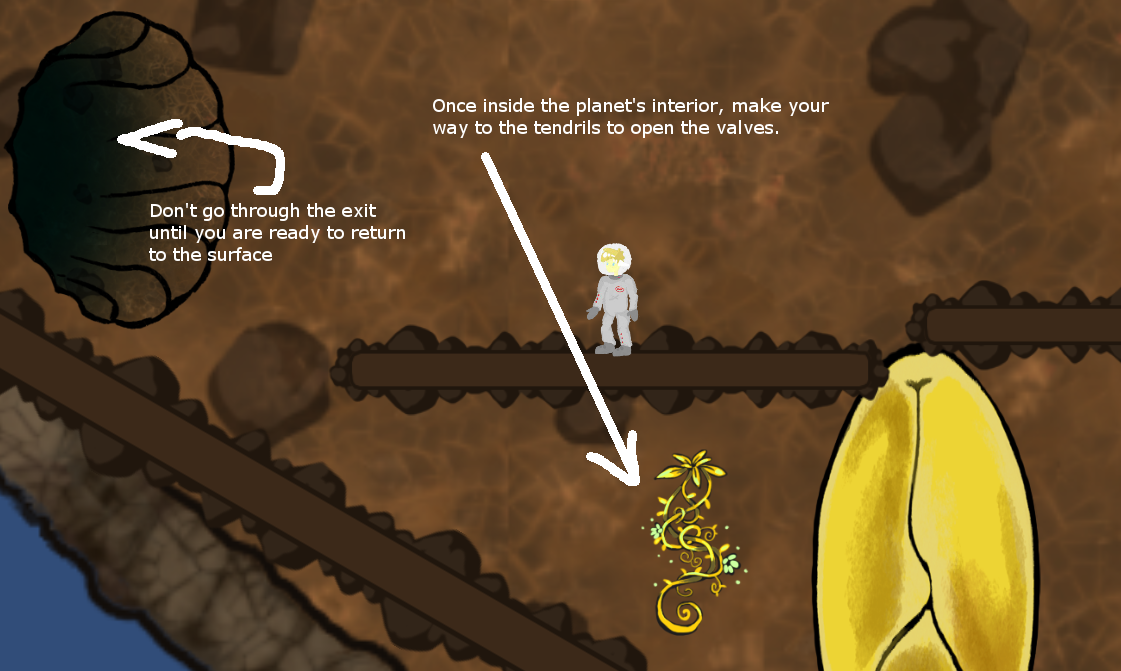 Once inside the planet's interior, make your
way to the tendrils to open the valves.
Don't go through the exit
until you are ready to return
to the surface